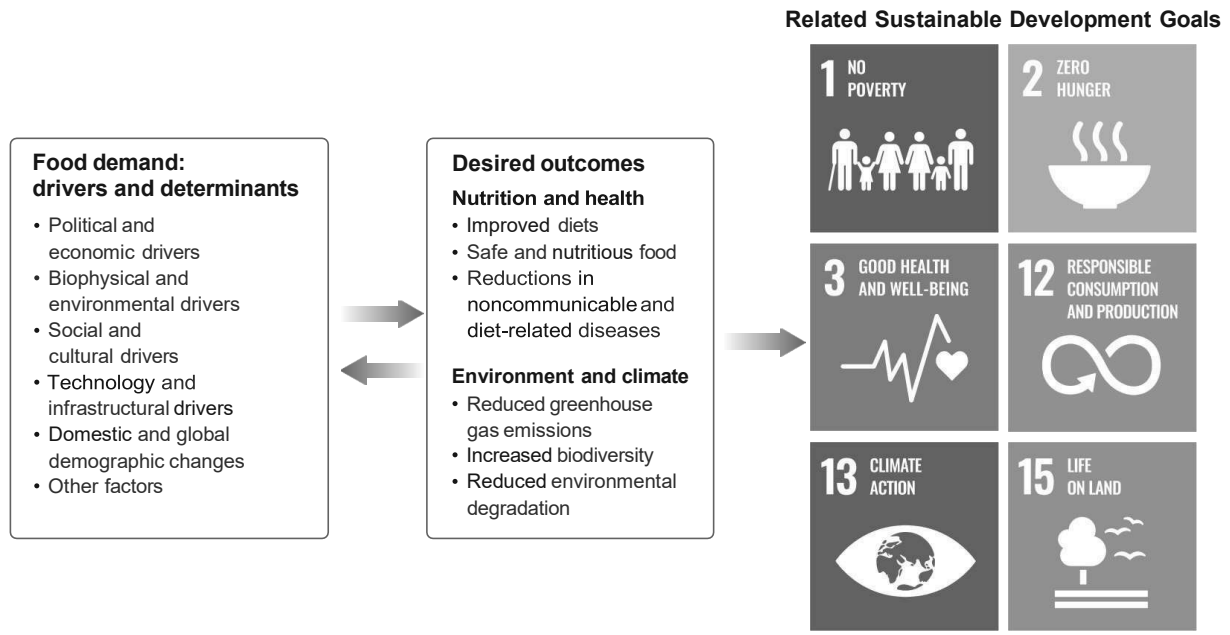 Related Sustainable Development Goals
Food demand:
drivers and determinants
• Political and
economic drivers
• Biophysical and
environmental drivers
• Social and
cultural drivers
• Technology and
infrastructural drivers
• Domestic and global
demographic changes
• Other factors
Desired outcomes
Nutrition and health
• Improved diets
• Safe and nutritious food
• Reductions in
noncommunicable and
diet-related diseases
Environment and climate
• Reduced greenhouse
gas emissions
• Increased biodiversity
• Reduced environmental
degradation
1 NO
POVERTY
2 ZERO
HUNGER
3 GOOD HEALTH
AND WELL-BEING
12 RESPONSIBLE
CONSUMPTION
AND PRODUCTION
13 CLIMATE
ACTION
15 LIFE
ON LAND